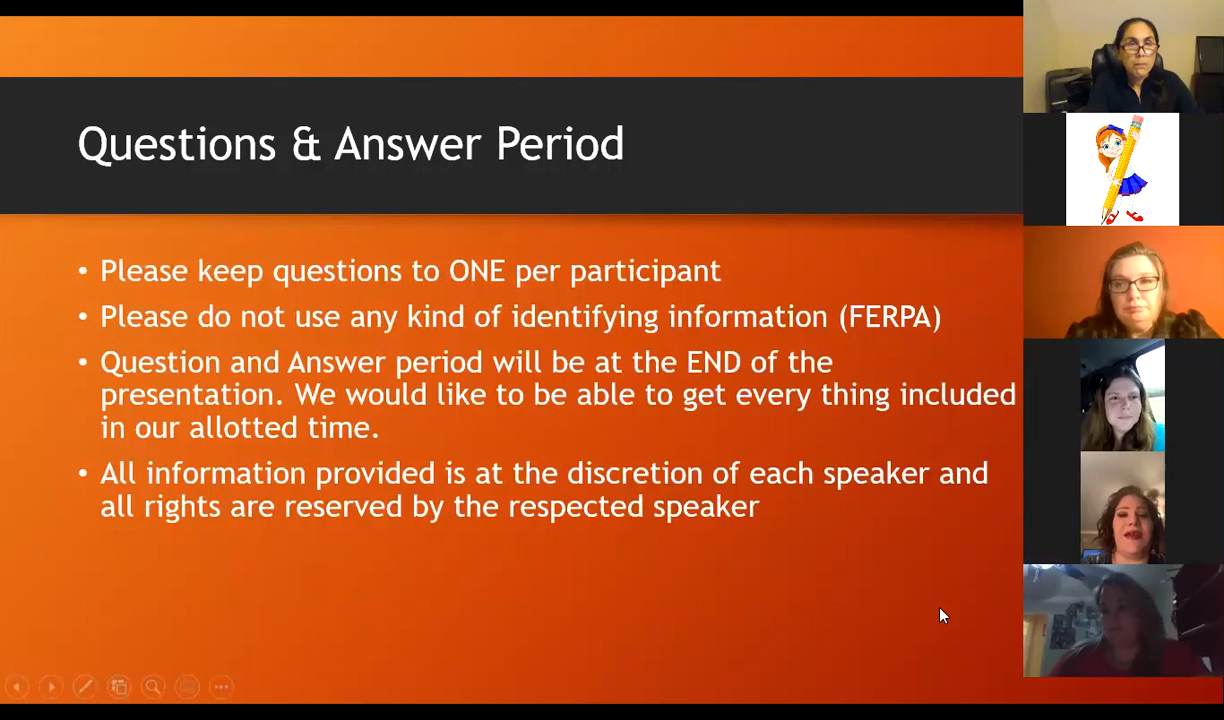 Questions & Answer Period
• Please keep questions to ONE per participant
• Please do not use any kind of identifying information (FERPA)
• Question and Answer period will be at the END of the
presentation. We would like to be able to get every thing included
in our allotted time.
• All information provided is at the discretion of each speaker and
all rights are reserved by the respected speaker